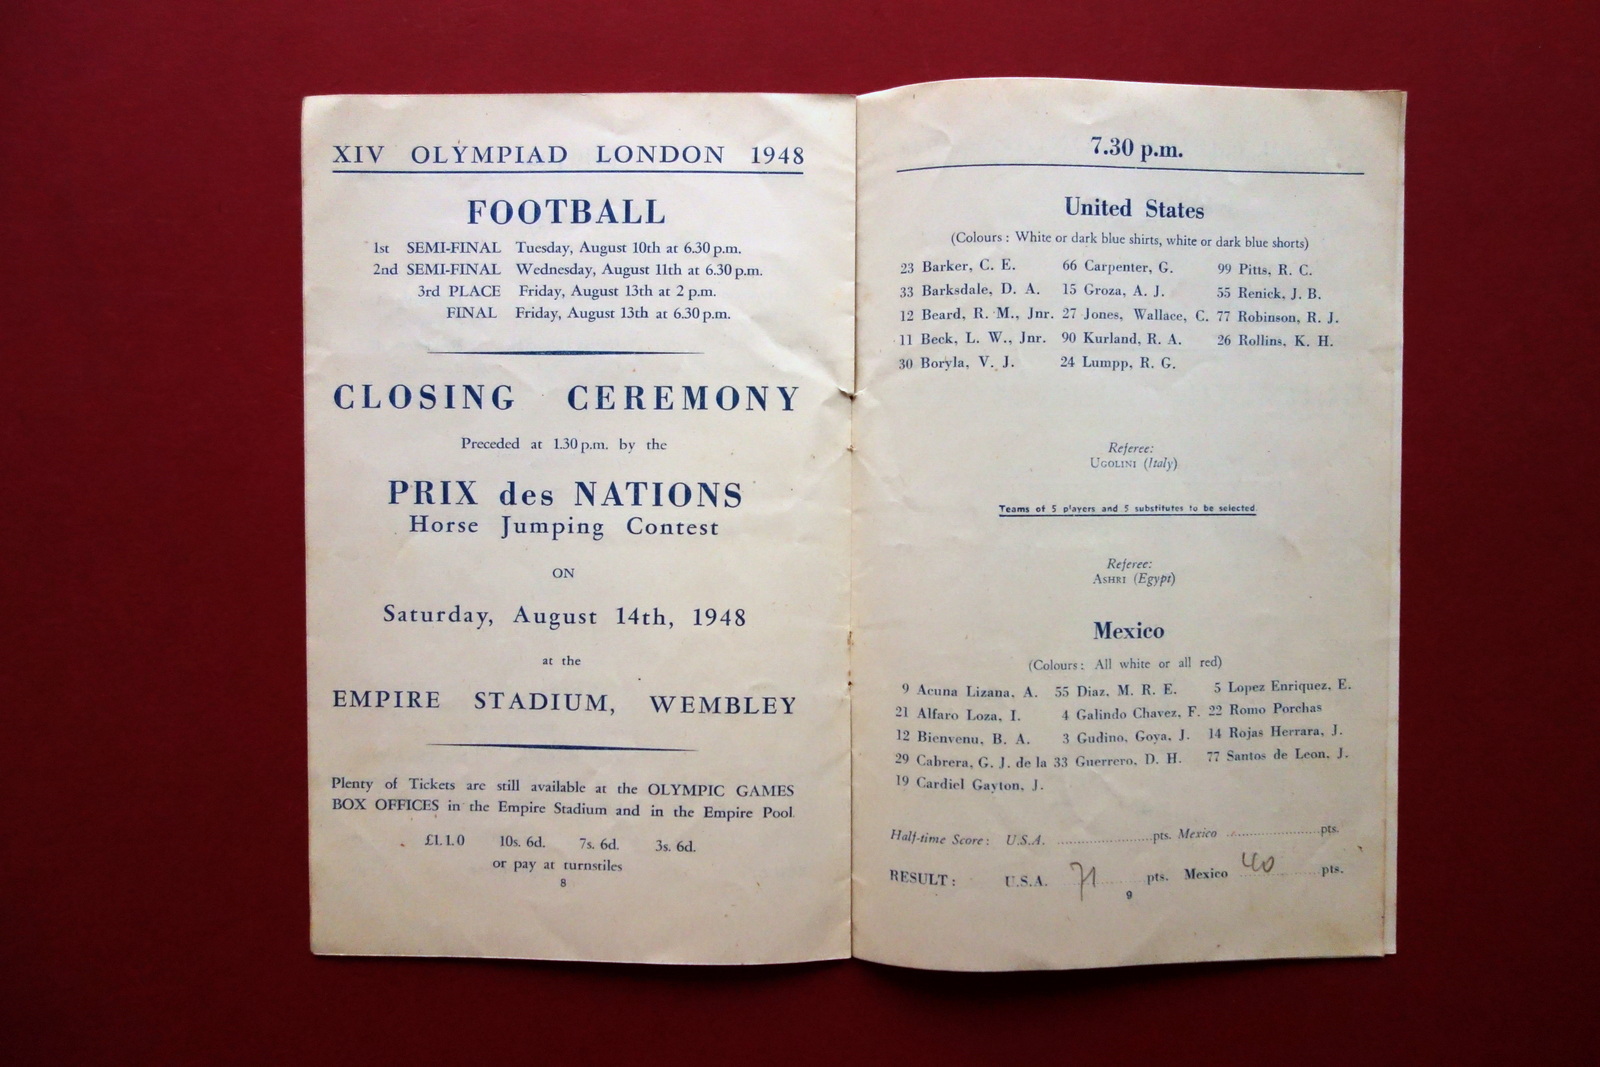 XIV OLYMPIAD LONDON 1948
FOOTBALL
1st SEMI-FINAL Tuesday, August 10th at 6.30 p.m.
2nd SEMI-FINAL Wednesday, August 11th at 6.30 p.m.
3rd PLACE Friday, August 13th at 2 p.m.
FINAL Friday, August 13th at 6.30 p.m.
CLOSING CEREMONY
Preceded at 1.30 p.m. by the
PRIX des NATIONS
Horse Jumping Contest
ON
Saturday, August 14th, 1948
at the
EMPIRE STADIUM, WEMBLEY
Plenty of Tickets are still available at the OLYMPIC GAMES
BOX OFFICES in the Empire Stadium and in the Empire Pool
£1.1.0 10s. 6d. 7s. 6d. 3s. 6d.
or pay at turnstiles
8
7.30 p.m.
United States
(Colours: White or dark blue shirts, white or dark blue shorts)
23 Barker, C. E. 66 Carpenter, G. 99 Pitts, R. C.
33 Barksdale, D. A. 15 Groza, A. J. 55 Renick, J. B.
12 Beard, R. M., Jnr. 27 Jones, Wallace, C. 77 Robinson, R. J.
11 Beck, L. W., Jnr. 90 Kurland, R. A. 26 Rollins, K. H.
30 Boryla, V. J. 24 Lumpp, R. G.
Referee:
UGOLINI (Italy)
Teams of 5 players and 5 substitutes to be selected.
Referee:
ASHRI (Egypt)
Mexico
(Colours: All white or all red)
9 Acuna Lizana, A. 55 Diaz, M. R. E. 5 Lopez Enriquez, E.
21 Alfaro Loza, I. 4 Galindo Chavez, F. 22 Romo Porchas
12 Bienvenu, B. A. 3 Gudino, Goya, J. 14 Rojas Herrara, J.
29 Cabrera, G. J. de la 33 Guerrero, D. H. 77 Santos de Leon, J.
19 Cardiel Gayton, J.
Half-time Score: U.S.A. ........................pts. Mexico ........................pts.
RESULT: U.S.A. 71 pts. Mexico 40 pts.
9